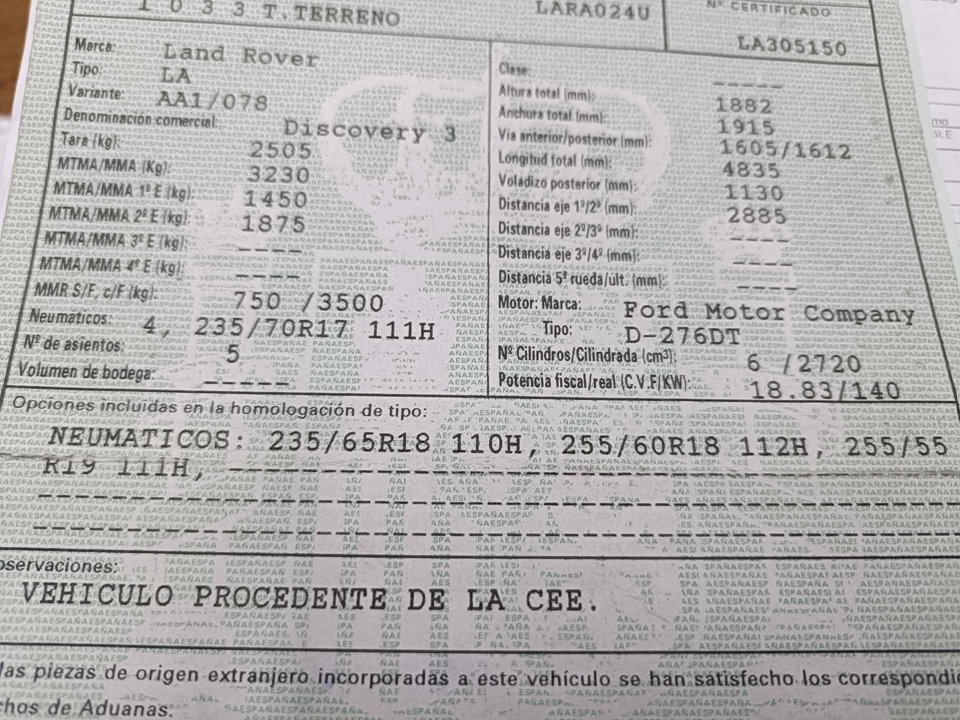 1033 T.TERRENO
LARA024U
Nº CERTIFICADO
LA305150
Marca: Land Rover
Tipo: LA
Variante: AA1/078
Denominación comercial: Discovery 3
Tara (kg): 2505
MTMA/MMA (Kg): 3230
MTMA/MMA 1º E (kg): 1450
MTMA/MMA 2º E (kg): 1875
MTMA/MMA 3º E (kg): ----
MTMA/MMA 4º E (kg): ----
MMR S/F, c/F (kg): 750 /3500
Neumáticos: 4, 235/70R17 111H
Nº de asientos: 5
Volumen de bodega: -----
Clase: ----
Altura total (mm): 1882
Anchura total (mm): 1915
Via anterior/posterior (mm): 1605/1612
Longitud total (mm): 4835
Voladizo posterior (mm): 1130
Distancia eje 1º/2º (mm): 2885
Distancia eje 2º/3º (mm): ----
Distancia eje 3º/4º (mm): ----
Distancia 5ª rueda/últ. (mm): ----
Motor: Marca: Ford Motor Company
Tipo: D-276DT
Nº Cilindros/Cilindrada (cm³): 6 /2720
Potencia fiscal/real (C.V.F/KW): 18.83/140
Opciones incluidas en la homologación de tipo:
NEUMATICOS: 235/65R18 110H, 255/60R18 112H, 255/55
R19 111H,
bservaciones:
VEHICULO PROCEDENTE DE LA CEE.
las piezas de origen extranjero incorporadas a este vehículo se han satisfecho los correspondie
chos de Aduanas.